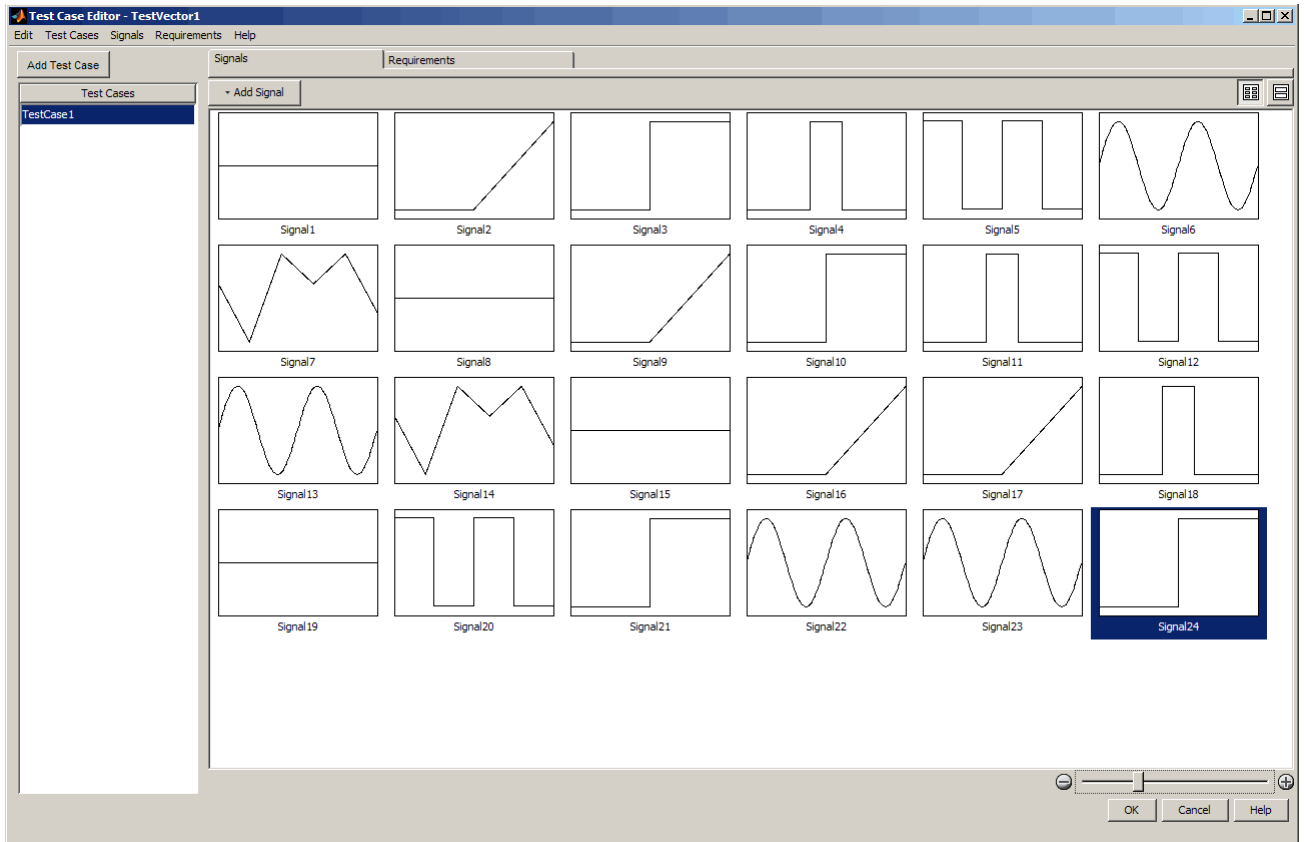 Test Case Editor - TestVector1
Edit Test Cases Signals Requirements Help
Add Test Case
Signals
Requirements
Test Cases
Add Signal
TestCase1
Signal1
Signal2
Signal3
Signal4
Signal5
Signal6
Signal7
Signal8
Signal9
Signal10
Signal11
Signal12
Signal13
Signal14
Signal15
Signal16
Signal17
Signal18
Signal19
Signal20
Signal21
Signal22
Signal23
Signal24
OK
Cancel
Help